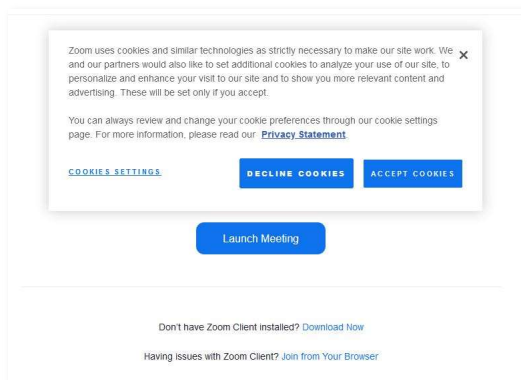 Zoom uses cookies and similar technologies as strictly necessary to make our site work. We
and our partners would also like to set additional cookies to analyze your use of our site, to
personalize and enhance your visit to our site and to show you more relevant content and
advertising. These will be set only if you accept.
You can always review and change your cookie preferences through our cookie settings
page. For more information, please read our Privacy Statement.
COOKIES SETTINGS
DECLINE COOKIES
ACCEPT COOKIES
Launch Meeting
Don't have Zoom Client installed? Download Now
Having issues with Zoom Client? Join from Your Browser